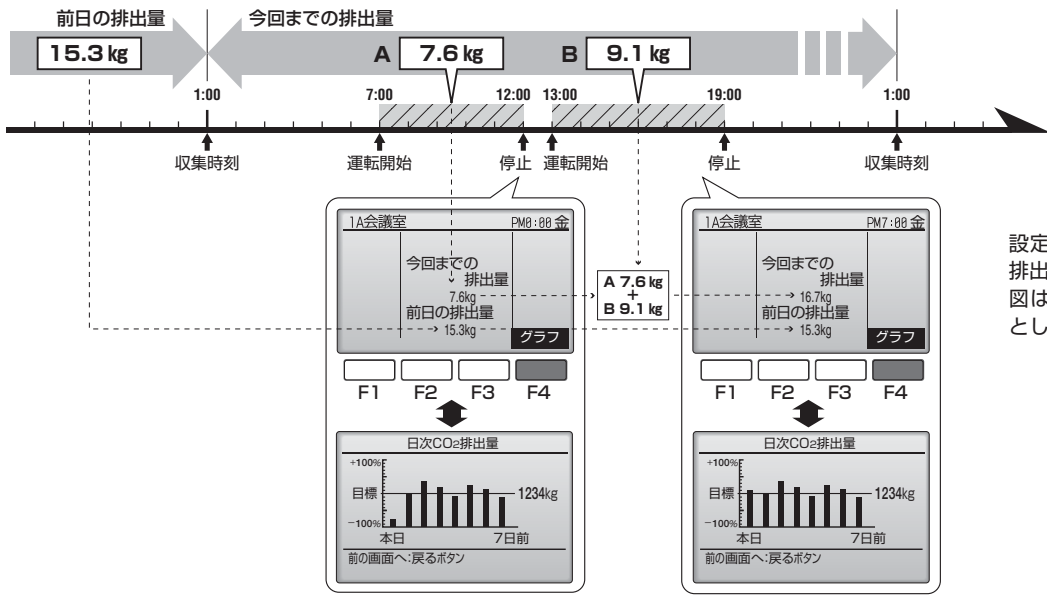 前日の排出量
今回までの排出量
15.3 kg
A 7.6 kg
B 9.1 kg
1:00
7:00
12:00
13:00
19:00
1:00
収集時刻
運転開始
停止
運転開始
停止
収集時刻
1A会議室 PM0:00 金
今回までの
排出量
7.6kg
前日の排出量
15.3kg
グラフ
F1 F2 F3 F4
日次CO2排出量
+100%
目標
1234kg
−100%
本日 7日前
前の画面へ:戻るボタン
A 7.6 kg
+
B 9.1 kg
1A会議室 PM7:00 金
今回までの
排出量
16.7kg
前日の排出量
15.3kg
グラフ
F1 F2 F3 F4
日次CO2排出量
+100%
目標
1234kg
−100%
本日 7日前
前の画面へ:戻るボタン
設定
排出
図は
とし